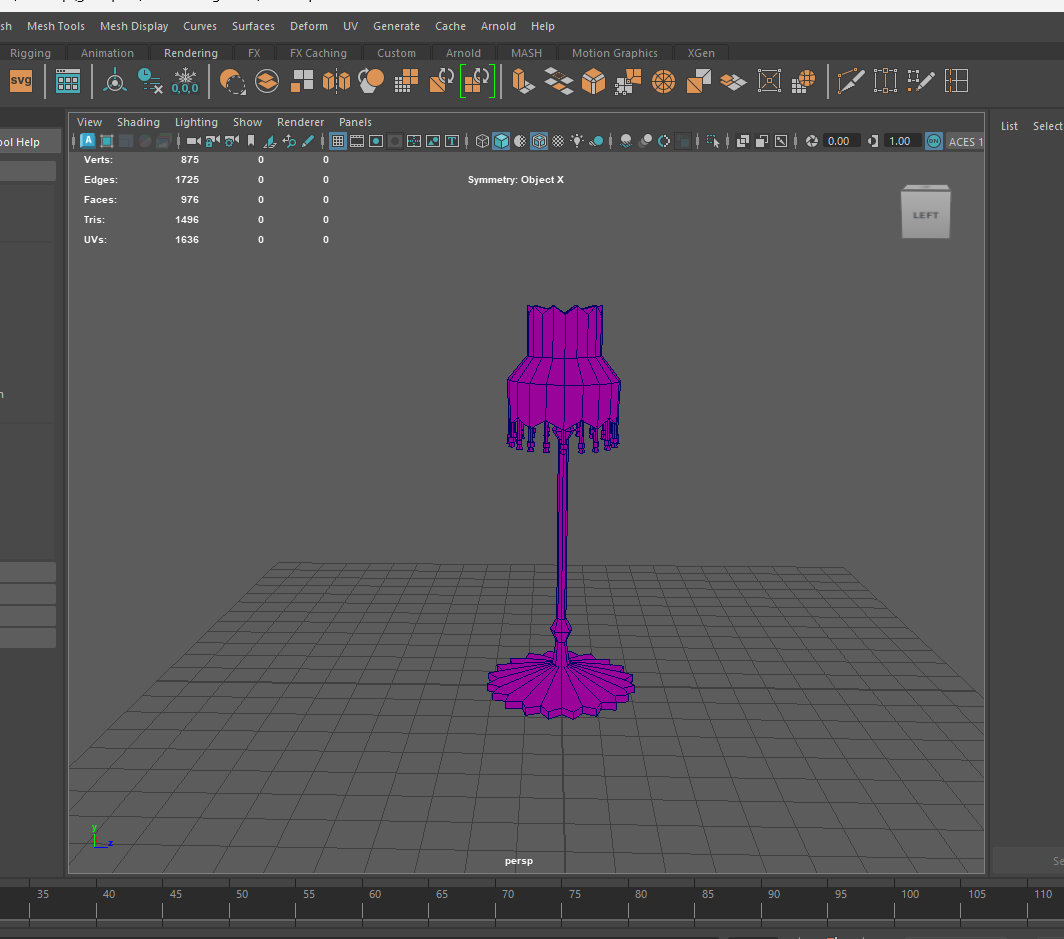 sh Mesh Tools Mesh Display Curves Surfaces Deform UV Generate Cache Arnold Help
Rigging Animation Rendering FX FX Caching Custom Arnold MASH Motion Graphics XGen
svg 0,0,0
View Shading Lighting Show Renderer Panels
List Select
ool Help
A T 0.00 1.00 ON ACES 1
Verts: 875 0 0
Edges: 1725 0 0
Symmetry: Object X
Faces: 976 0 0
Tris: 1496 0 0
UVs: 1636 0 0
LEFT
n
y
z
persp
Se
35 40 45 50 55 60 65 70 75 80 85 90 95 100 105 110